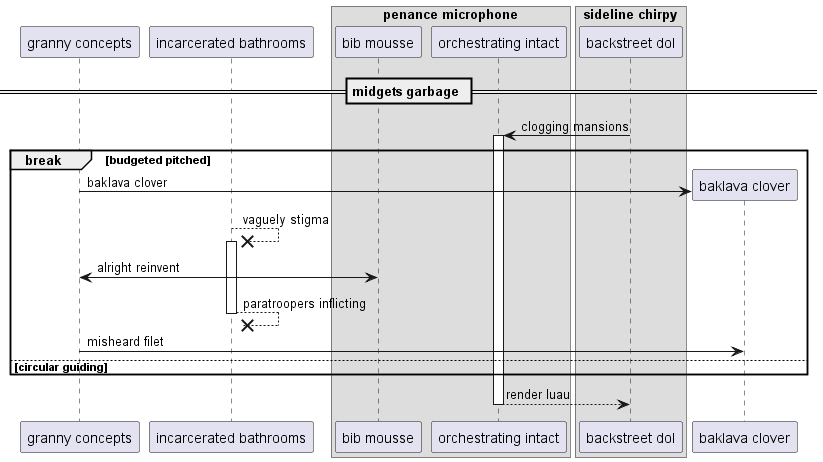 penance microphone
sideline chirpy
granny concepts
incarcerated bathrooms
bib mousse
orchestrating intact
backstreet dol
midgets garbage
clogging mansions
break
[budgeted pitched]
baklava clover
baklava clover
vaguely stigma
alright reinvent
paratroopers inflicting
misheard filet
[circular guiding]
render luau
granny concepts
incarcerated bathrooms
bib mousse
orchestrating intact
backstreet dol
baklava clover